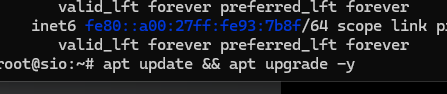 valid_lft forever preferred_lft forever
inet6 fe80::a00:27ff:fe93:7b8f/64 scope link
valid_lft forever preferred_lft forever
root@sio:~# apt update && apt upgrade -y